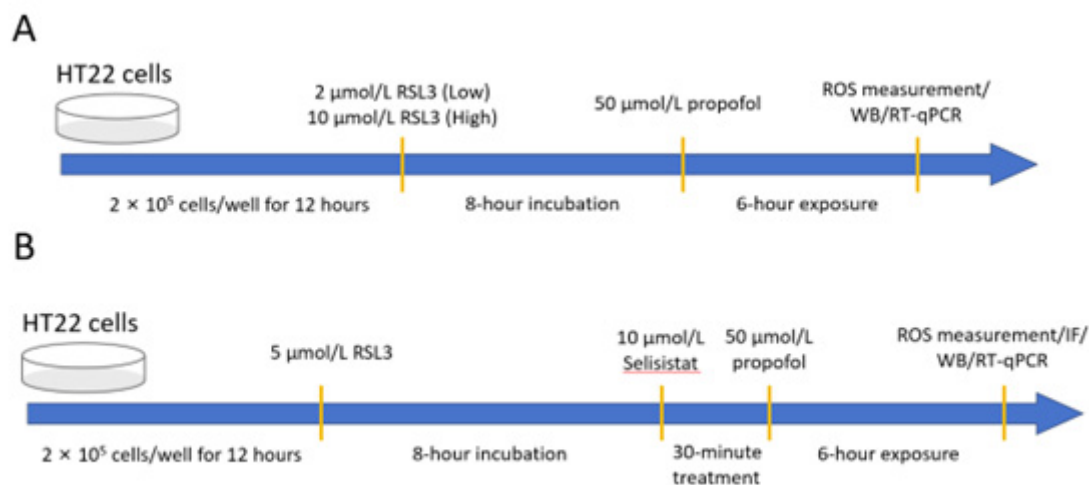 A
HT22 cells
2 µmol/L RSL3 (Low)
10 µmol/L RSL3 (High)
50 µmol/L propofol
ROS measurement/
WB/RT-qPCR
2 × 10⁵ cells/well for 12 hours
8-hour incubation
6-hour exposure
B
HT22 cells
5 µmol/L RSL3
10 µmol/L
Selisistat
50 µmol/L
propofol
ROS measurement/IF/
WB/RT-qPCR
2 × 10⁵ cells/well for 12 hours
8-hour incubation
30-minute
treatment
6-hour exposure